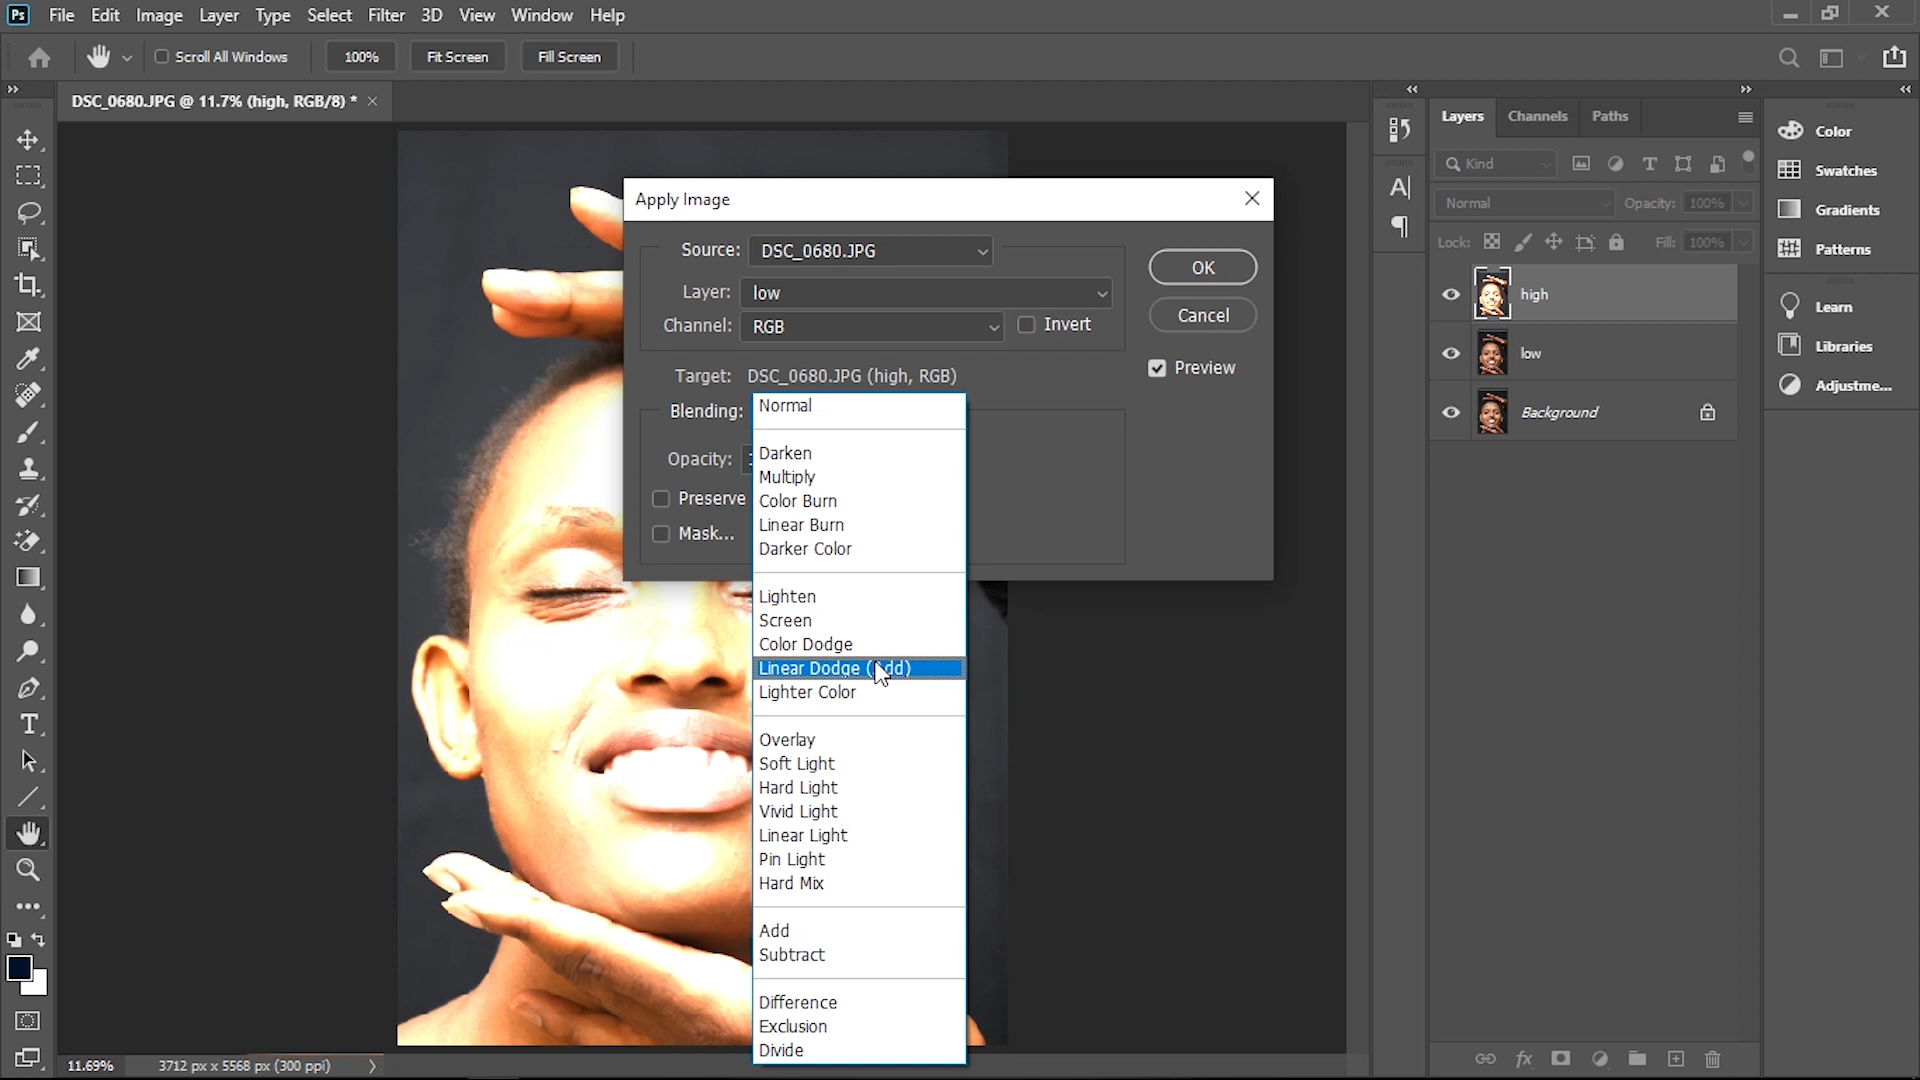 Ps File Edit Image Layer Type Select Filter 3D View Window Help
Scroll All Windows 100% Fit Screen Fill Screen
DSC_0680.JPG @ 11.7% (high, RGB/8) *
Layers Channels Paths
Kind
Normal Opacity: 100%
Lock: Fill: 100%
high
low
Background
Color
Swatches
Gradients
Patterns
Learn
Libraries
Adjustme...
Apply Image
Source: DSC_0680.JPG
Layer: low
Channel: RGB Invert
Target: DSC_0680.JPG (high, RGB)
Blending:
Opacity:
Preserve
Mask...
OK
Cancel
Preview
Normal
Darken
Multiply
Color Burn
Linear Burn
Darker Color
Lighten
Screen
Color Dodge
Linear Dodge (Add)
Lighter Color
Overlay
Soft Light
Hard Light
Vivid Light
Linear Light
Pin Light
Hard Mix
Add
Subtract
Difference
Exclusion
Divide
11.69% 3712 px x 5568 px (300 ppi)